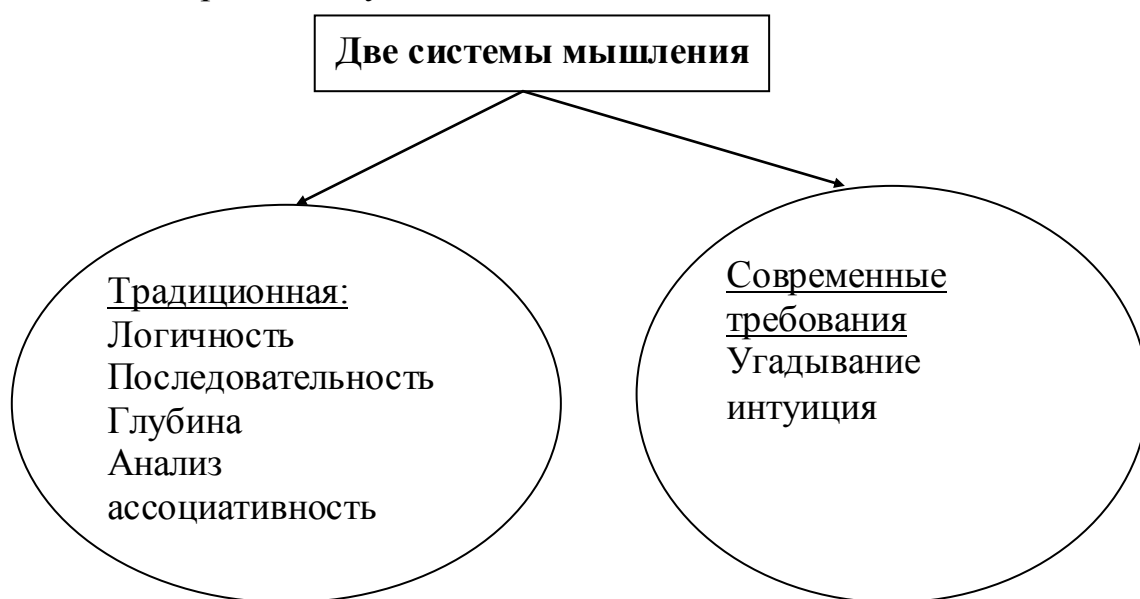 Две системы мышления
Традиционная:
Логичность
Последовательность
Глубина
Анализ
ассоциативность
Современные
требования
Угадывание
интуиция